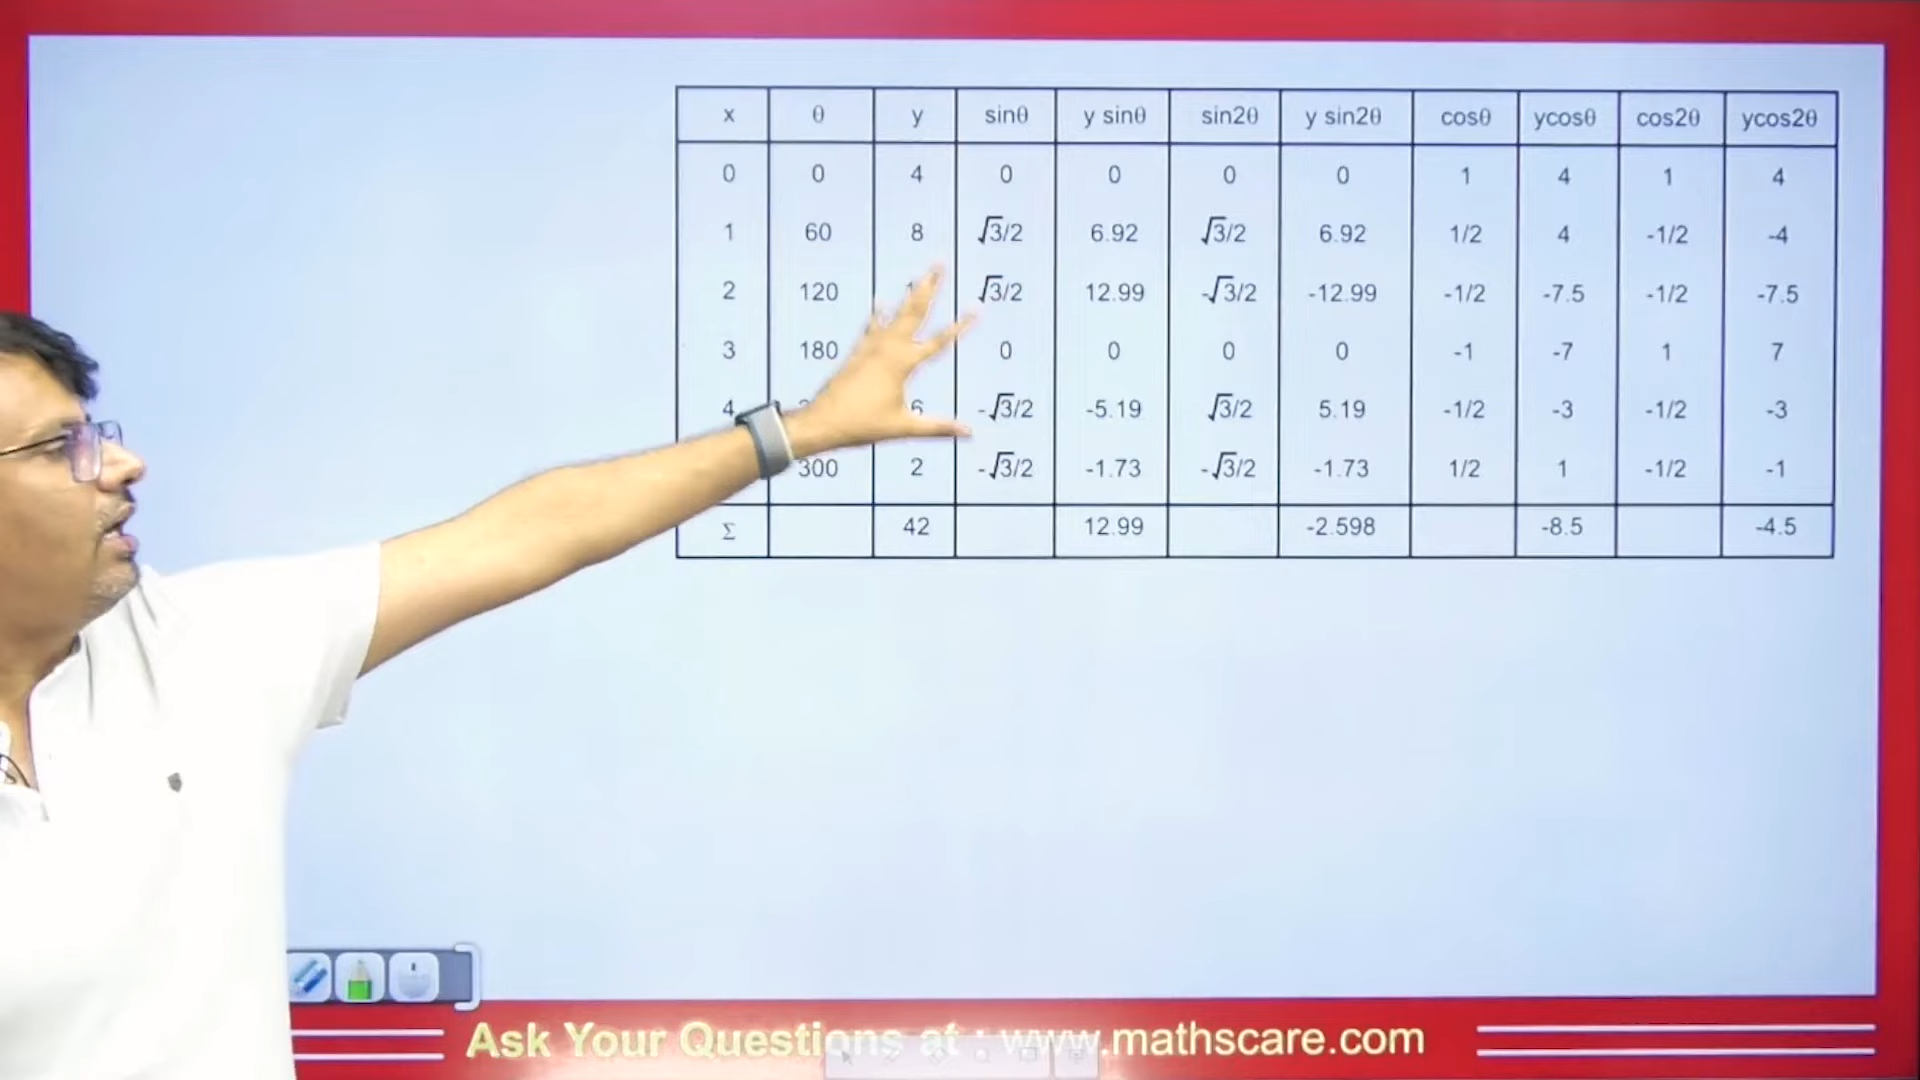 x θ y sinθ y sinθ sin2θ y sin2θ cosθ ycosθ cos2θ ycos2θ
0 0 4 0 0 0 0 1 4 1 4
1 60 8 √3/2 6.92 √3/2 6.92 1/2 4 -1/2 -4
2 120 √3/2 12.99 -√3/2 -12.99 -1/2 -7.5 -1/2 -7.5
3 180 0 0 0 0 -1 -7 1 7
4 6 -√3/2 -5.19 √3/2 5.19 -1/2 -3 -1/2 -3
300 2 -√3/2 -1.73 -√3/2 -1.73 1/2 1 -1/2 -1
Σ 42 12.99 -2.598 -8.5 -4.5
Ask Your Questions at : www.mathscare.com